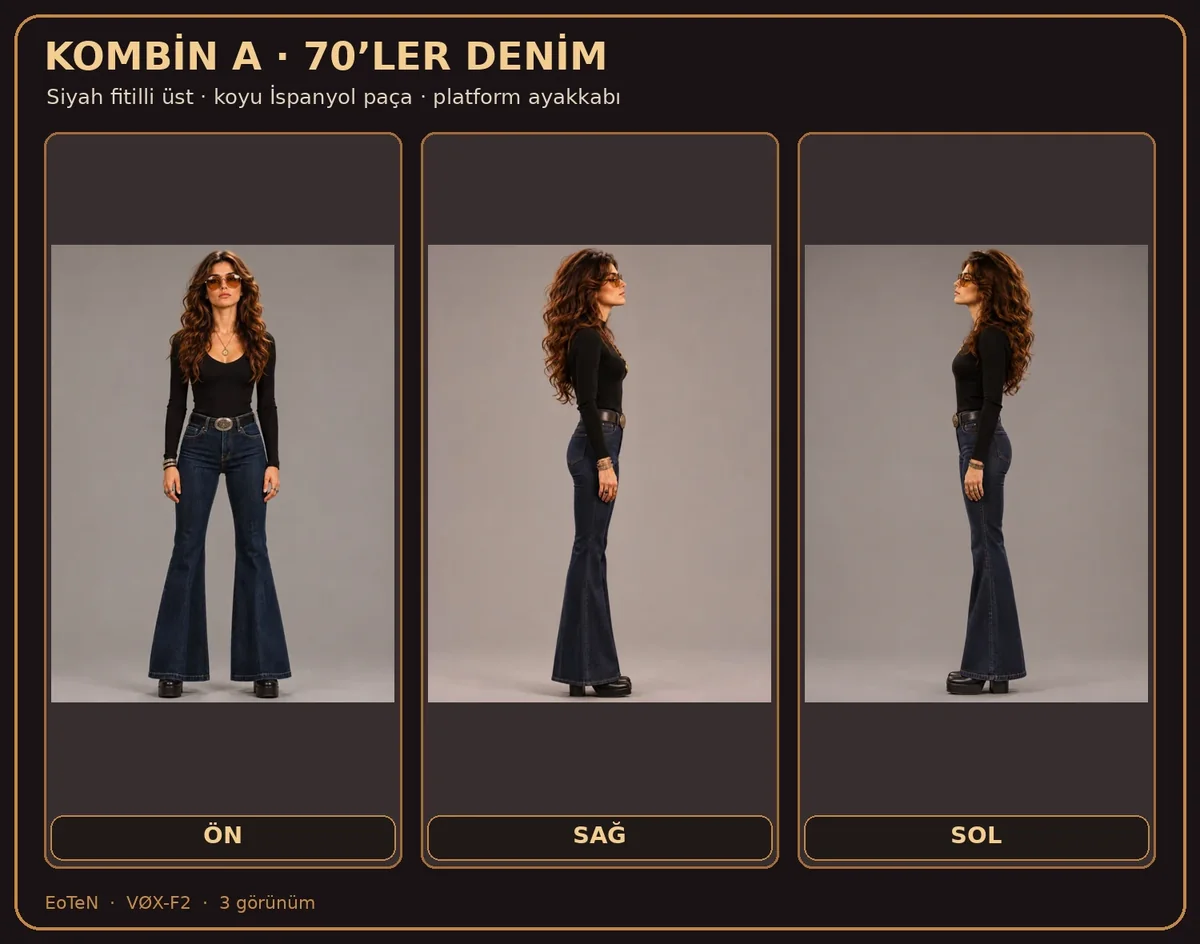 KOMBİN A · 70’LER DENİM
Siyah fitilli üst · koyu İspanyol paça · platform ayakkabı
ÖN
SAĞ
SOL
EoTeN · VØX-F2 · 3 görünüm